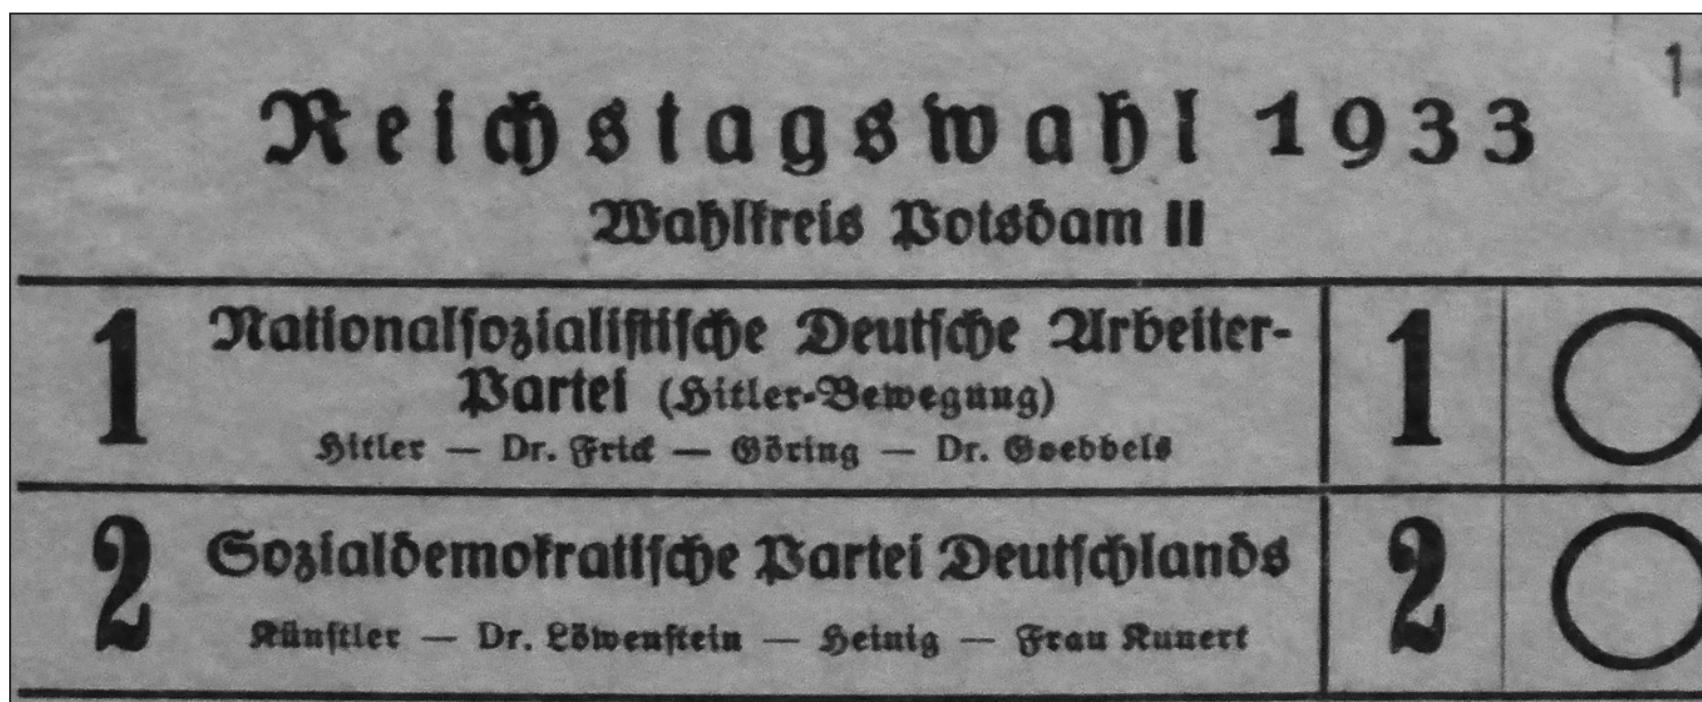 1
Reichstagswahl 1933
Wahlkreis Potsdam II
1 Nationalsozialistische Deutsche Arbeiter- 1
Partei (Hitler-Bewegung)
Hitler — Dr. Frick — Göring — Dr. Goebbels
2 Sozialdemokratische Partei Deutschlands 2
Künstler — Dr. Löwenstein — Heinig — Frau Kunert